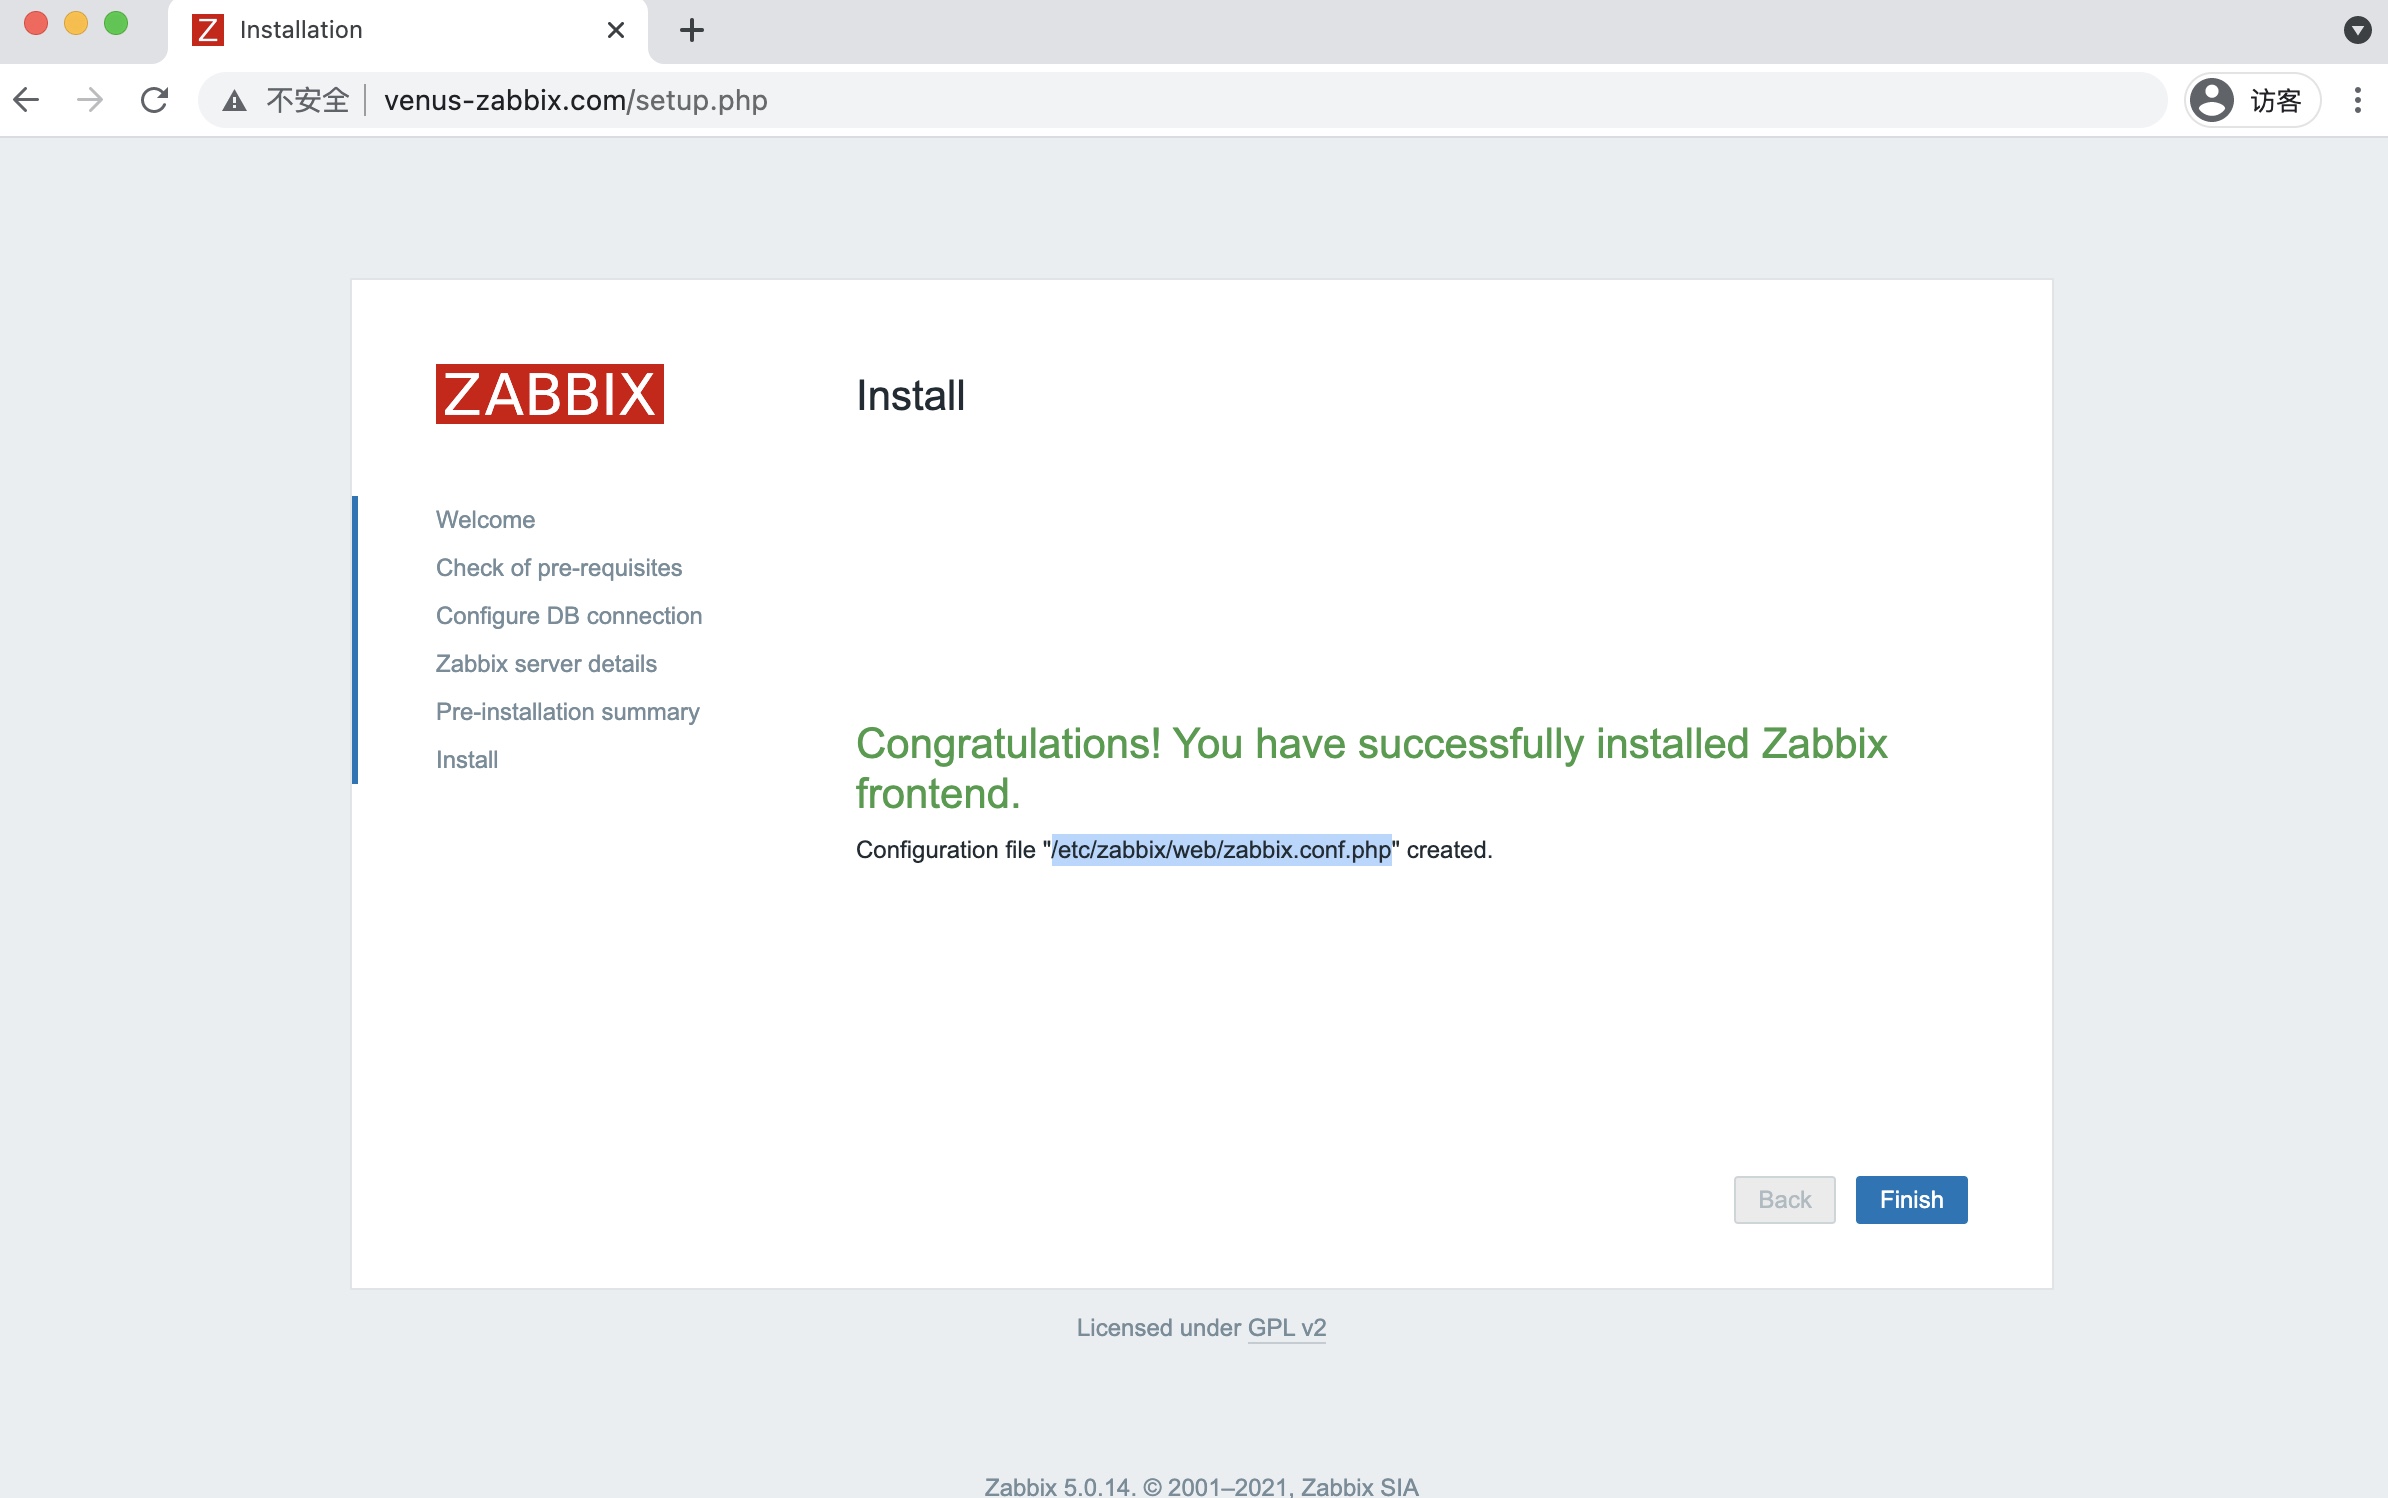 Installation
不安全
venus-zabbix.com/setup.php
访客
ZABBIX
Install
Welcome
Check of pre-requisites
Configure DB connection
Zabbix server details
Pre-installation summary
Install
Congratulations! You have successfully installed Zabbix
frontend.
Configuration file "/etc/zabbix/web/zabbix.conf.php" created.
Back
Finish
Licensed under GPL v2
Zabbix 5.0.14. © 2001–2021, Zabbix SIA